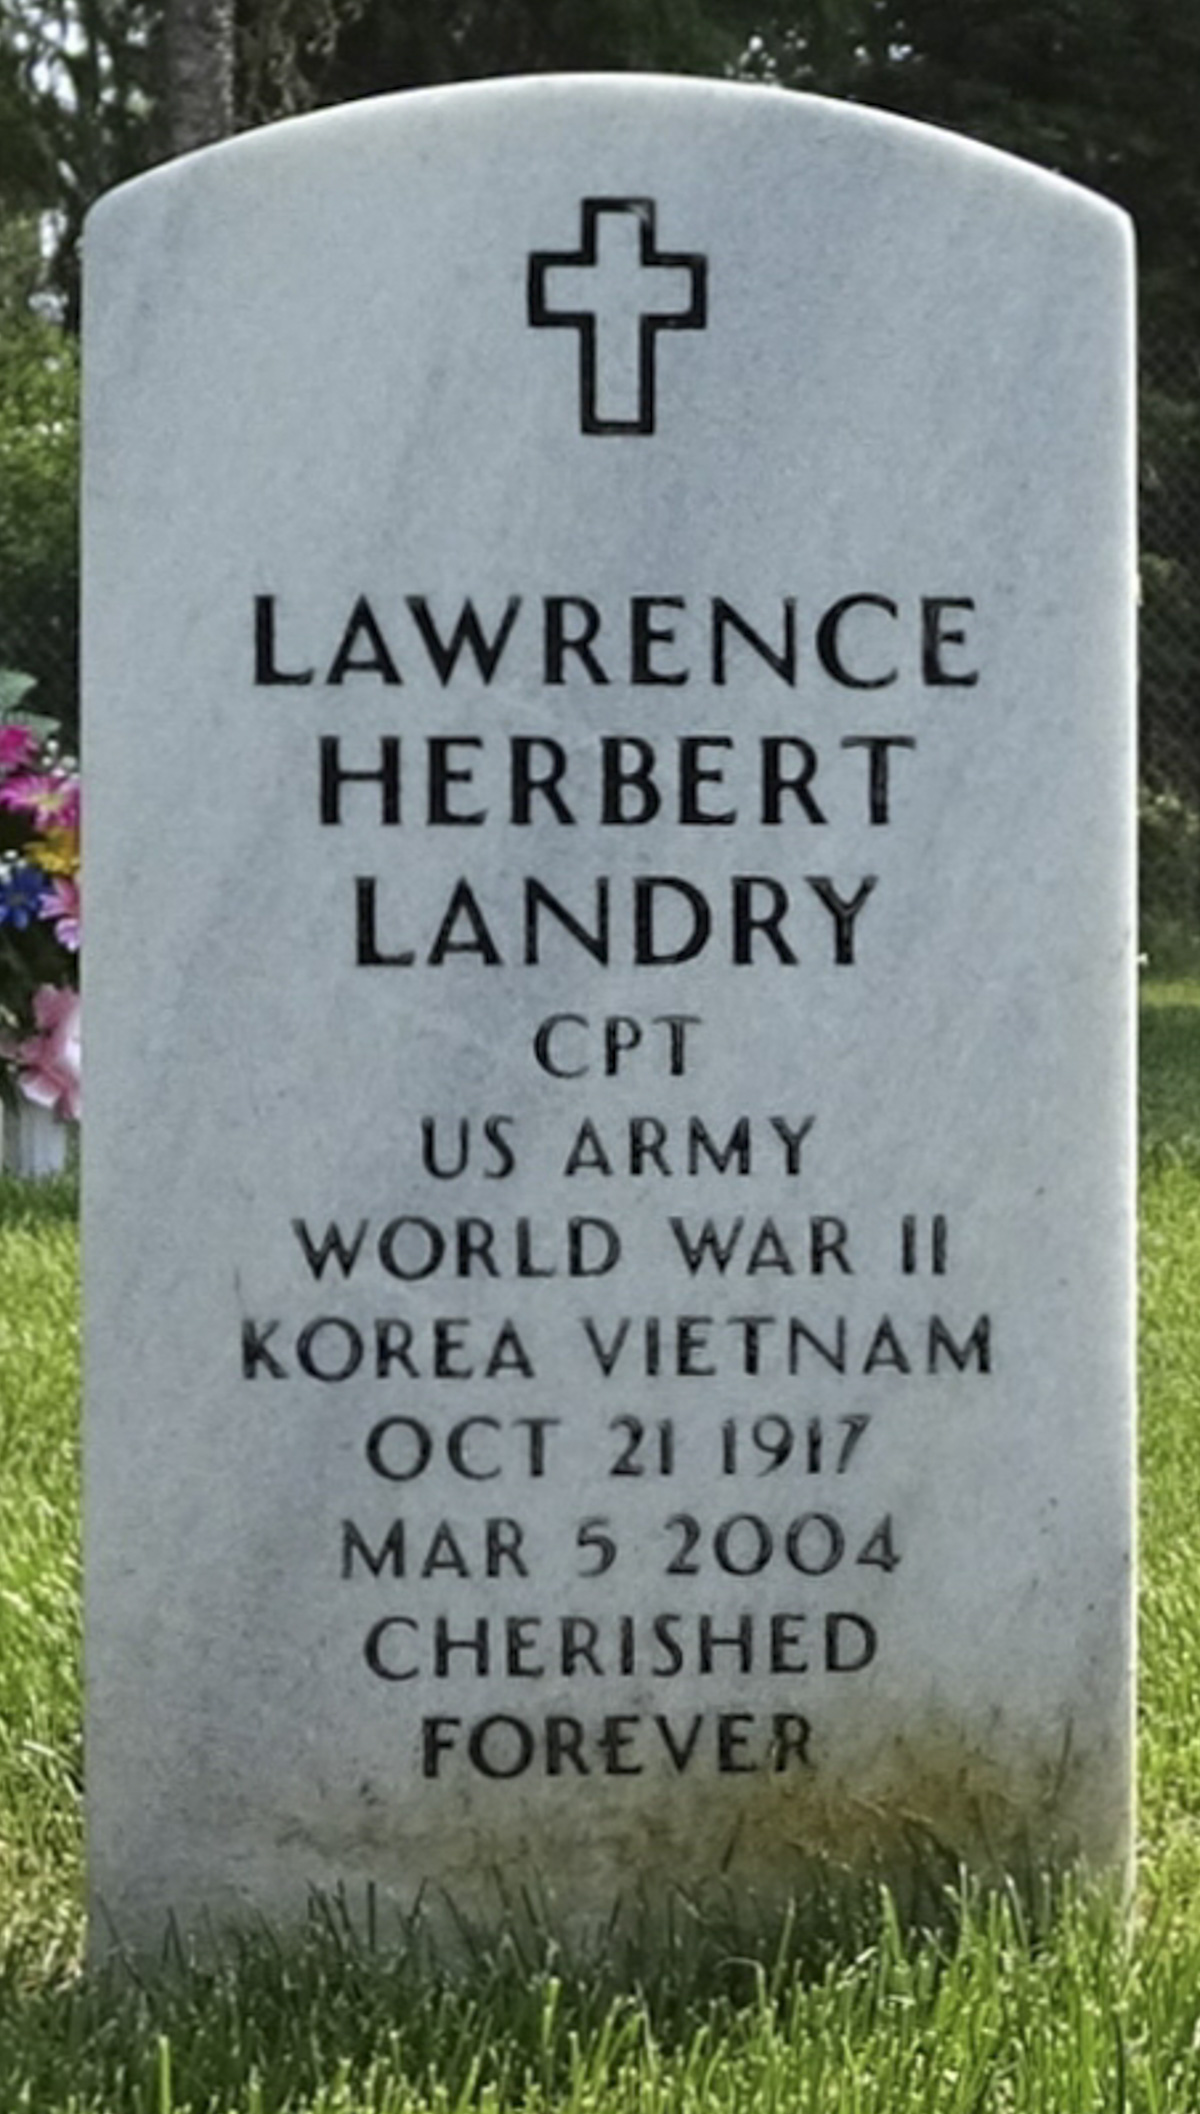 LAWRENCE
HERBERT
LANDRY
CPT
US ARMY
WORLD WAR II
KOREA VIETNAM
OCT 21 1917
MAR 5 2004
CHERISHED
FOREVER